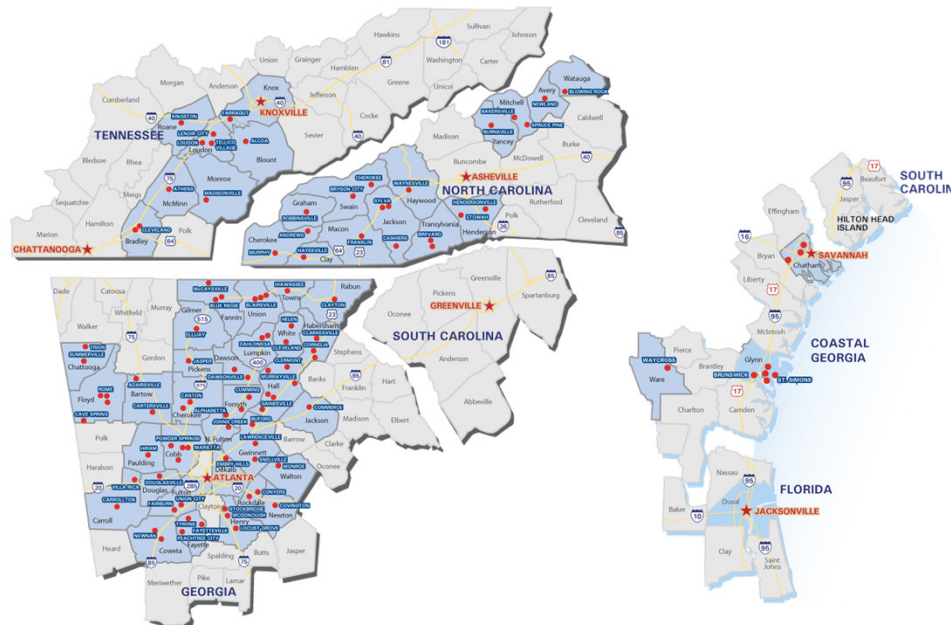 Sullivan
Johnson
Hawkins
181
Union
Grainger
Hamblen
81
Washington
Carter
Morgan
Anderson
Knox
Greene
Unicoi
Watauga
Cumberland
Jefferson
40
KNOXVILLE
Cocke
Avery
BLOWING ROCK
40
KINGSTON
FARRAGUT
Mitchell
NEWLAND
Caldwell
TENNESSEE
Roane
LENOIR CITY
Sevier
40
Madison
BAKERSVILLE
BURNSVILLE
SPRUCE PINE
LOUDON
TELLICO VILLAGE
ALCOA
Yancey
Burke
Loudon
Blount
Bledsoe
Rhea
Buncombe
McDowell
40
75
Monroe
CHEROKEE
WAYNESVILLE
ASHEVILLE
Meigs
ATHENS
BRYSON CITY
NORTH CAROLINA
McMinn
MADISONVILLE
Graham
Swain
SYLVA
Haywood
HENDERSONVILLE
Rutherford
Sequatchie
ROBBINSVILLE
Jackson
Transylvania
ETOWAH
Polk
Marion
Hamilton
CLEVELAND
Polk
Cherokee
ANDREWS
Macon
Henderson
26
Cleveland
CHATTANOOGA
Bradley
64
FRANKLIN
CASHERS
BREVARD
85
MURPHY
HAYESVILLE
Clay
64
23
Dade
Catoosa
McCAYSVILLE
HIAWASSEE
Rabun
Whitfield
Murray
BLUE RIDGE
BLAIRSVILLE
Towns
Fannin
Union
CLAYTON
Walker
Gilmer
515
HELEN
23
75
ELLIJAY
White
Habersham
TRION
DAHLONEGA
CLARKESVILLE
SUMMERVILLE
Gordon
Dawson
Lumpkin
CLEVELAND
CORNELIA
Stephens
Chattooga
JASPER
400
CLERMONT
Pickens
DAWSONVILLE
MURRAYVILLE
Banks
Franklin
Hart
ADAIRSVILLE
575
CUMMING
Hall
Floyd
ROME
Bartow
CANTON
Forsyth
GAINESVILLE
85
CARTERSVILLE
Cherokee
ALPHARETTA
BUFORD
COMMERCE
Madison
Elbert
CAVE SPRING
JOHNS CREEK
Jackson
Polk
POWDER SPRINGS
N. Fulton
LAWRENCEVILLE
Barrow
Clarke
HIRAM
Cobb
MARIETTA
Gwinnett
Haralson
Paulding
EMBRY HILLS
SNELLVILLE
Oconee
DeKalb
MONROE
20
DOUGLASVILLE
ATLANTA
Walton
VILLA RICA
Douglas
285
20
CONYERS
CARROLLTON
Fulton
UNION CITY
Rockdale
FAIRBURN
Clayton
STOCKBRIDGE
COVINGTON
Carroll
TYRONE
MCDONOUGH
Newton
FAYETTEVILLE
Henry
LOCUST GROVE
NEWNAN
PEACHTREE CITY
Fayette
Heard
Coweta
Spalding
Butts
Jasper
85
75
Meriwether
Pike
Lamar
GEORGIA
Greenville
85
Pickens
Spartanburg
Oconee
GREENVILLE
SOUTH CAROLINA
Anderson
Abbeville
17
SOUTH
CAROLIN
95
Beaufort
Jasper
Effingham
HILTON HEAD
ISLAND
16
Bryan
SAVANNAH
Chatham
Liberty
17
95
McIntosh
COASTAL
GEORGIA
WAYCROSS
Pierce
Glynn
Ware
Brantley
BRUNSWICK
ST. SIMONS
17
Charlton
Camden
Nassau
95
FLORIDA
Duval
Baker
10
JACKSONVILLE
Clay
95
Saint
Johns